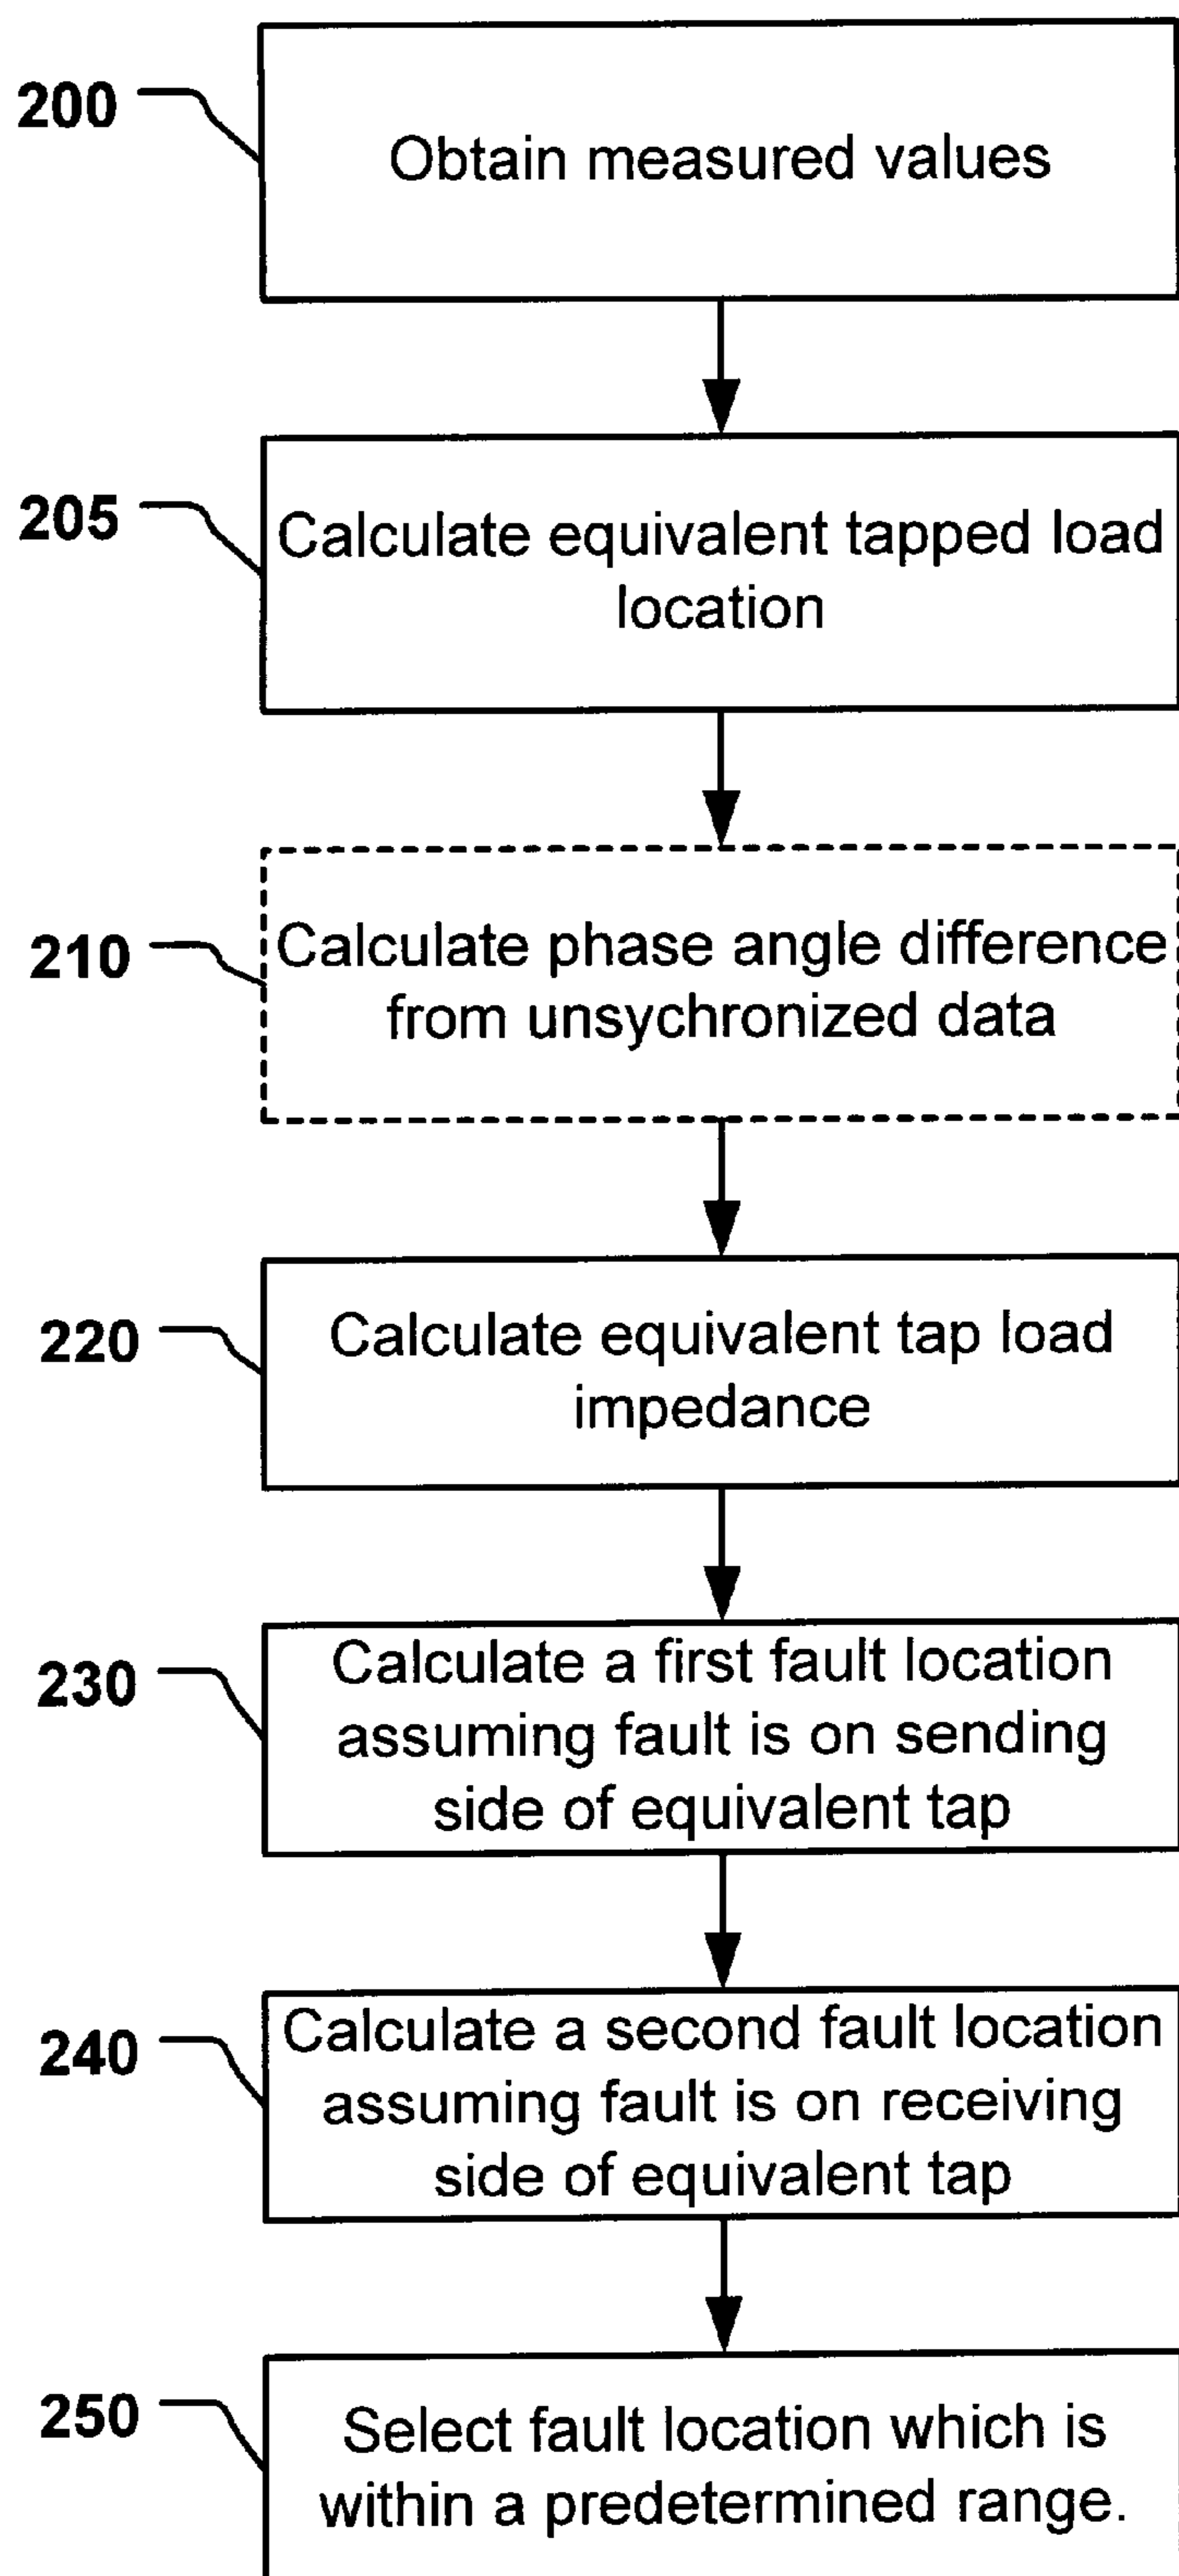 200
Obtain measured values
205
Calculate equivalent tapped load
location
210
Calculate phase angle difference
from unsychronized data
220
Calculate equivalent tap load
impedance
230
Calculate a first fault location
assuming fault is on sending
side of equivalent tap
240
Calculate a second fault location
assuming fault is on receiving
side of equivalent tap
250
Select fault location which is
within a predetermined range.